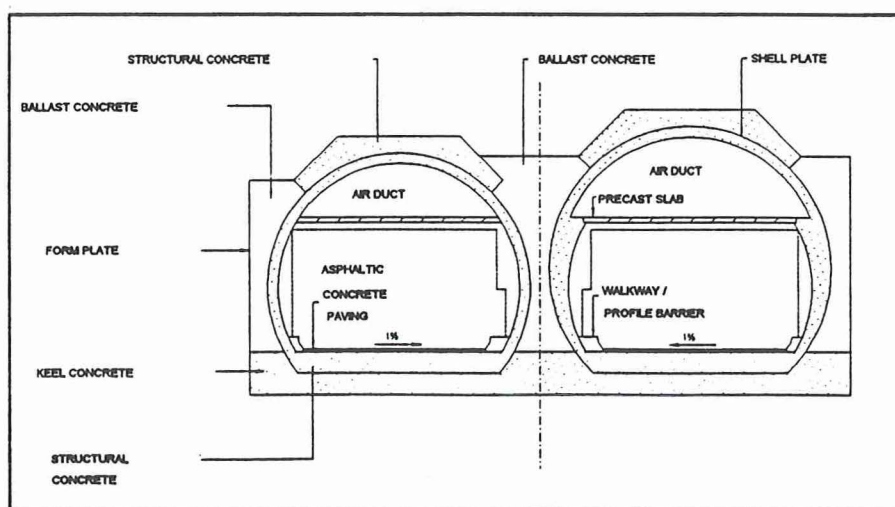 STRUCTURAL CONCRETE
BALLAST CONCRETE
SHELL PLATE
BALLAST CONCRETE
AIR DUCT
AIR DUCT
PRECAST SLAB
FORM PLATE
ASPHALTIC
CONCRETE
PAVING
WALKWAY /
PROFILE BARRIER
1%
1%
KEEL CONCRETE
STRUCTURAL
CONCRETE